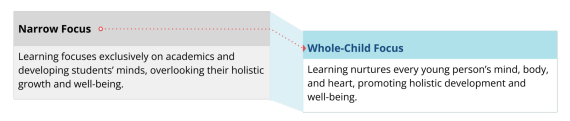 Narrow Focus
Learning focuses exclusively on academics and
developing students' minds, overlooking their holistic
growth and well-being.
Whole-Child Focus
Learning nurtures every young person's mind, body,
and heart, promoting holistic development and
well-being.